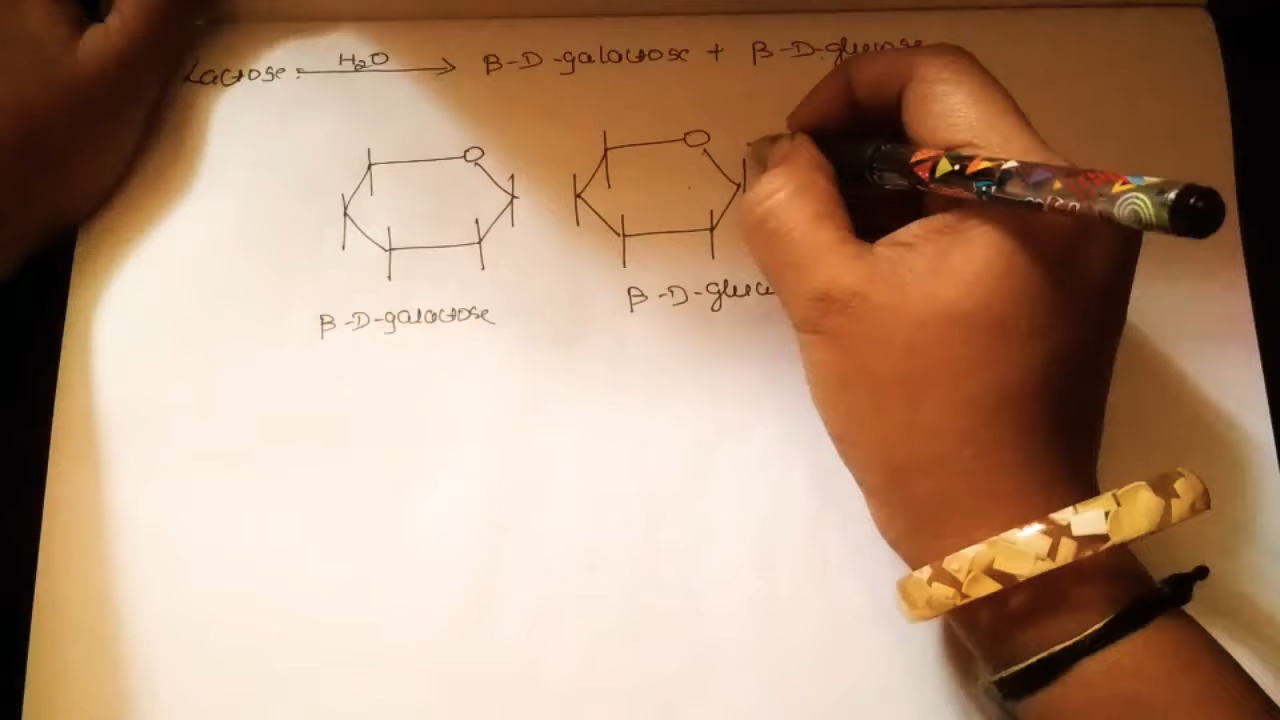 Lactose: H2O → β-D-galactose + β-D-glucose
O O
β-D-galactose β-D-gluc